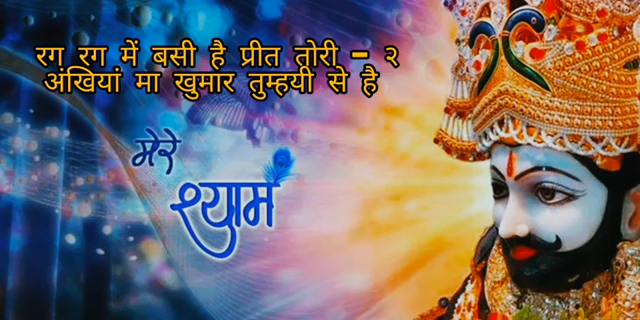 रग रग में बसी है प्रीत तोरी – २
अंखियां मा खुमार तुम्हयी से है
मेरे
श्याम